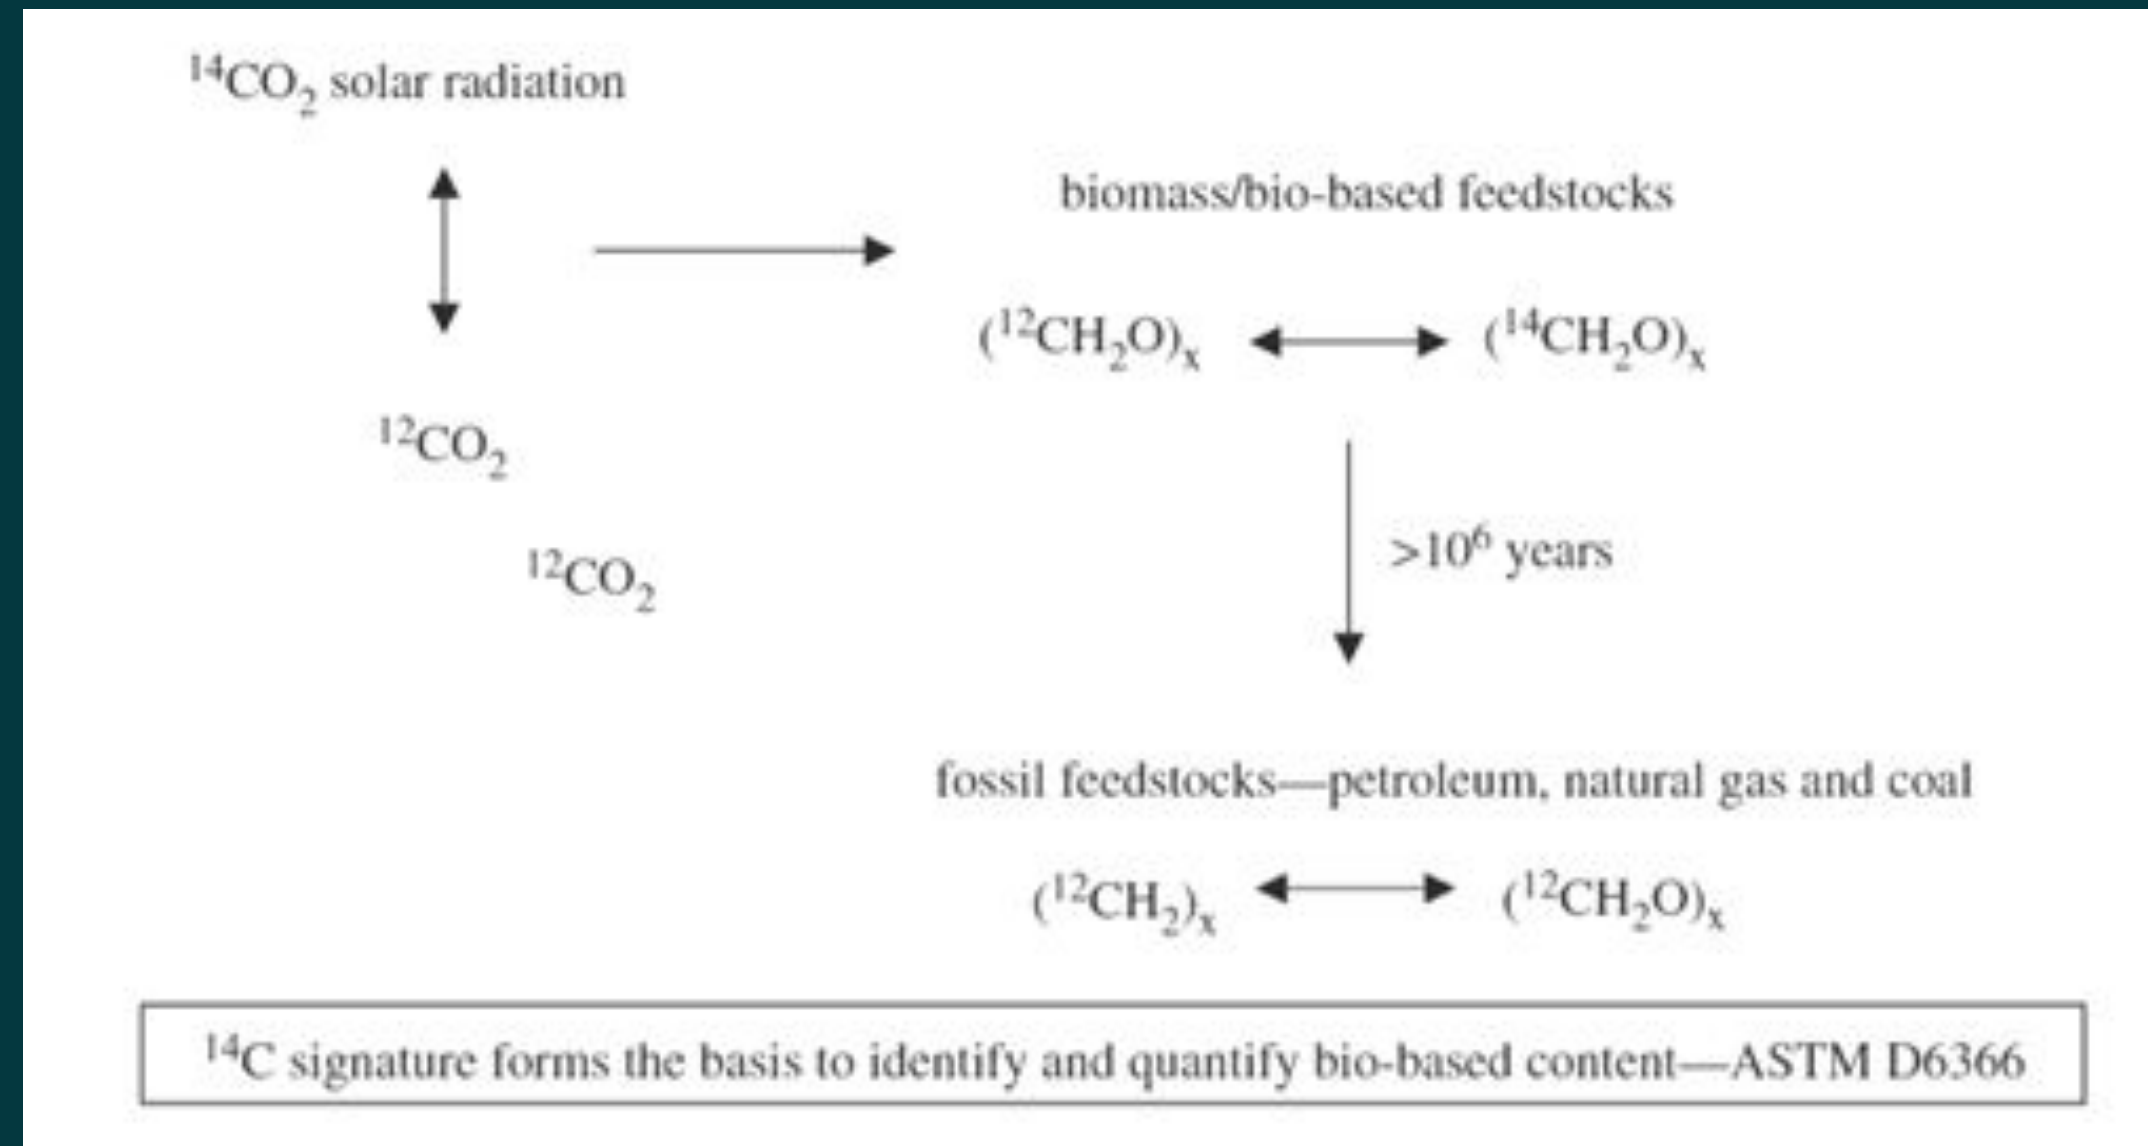 ¹⁴CO₂ solar radiation
biomass/bio-based feedstocks
(¹²CH₂O)ₓ (¹⁴CH₂O)ₓ
¹²CO₂
>10⁶ years
¹²CO₂
fossil feedstocks—petroleum, natural gas and coal
(¹²CH₂)ₓ (¹²CH₂O)ₓ
¹⁴C signature forms the basis to identify and quantify bio-based content—ASTM D6366